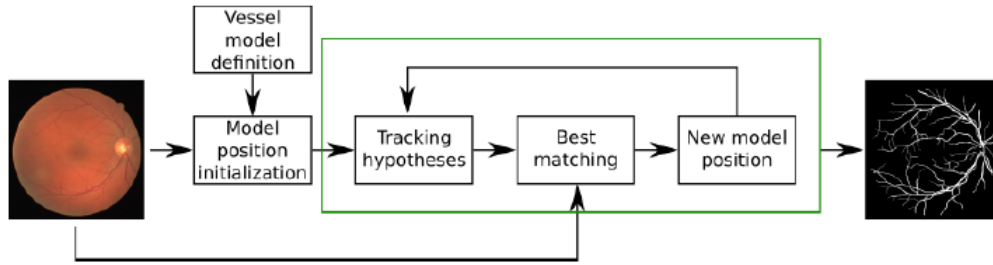 Vessel
model
definition
Model
position
initialization
Tracking
hypotheses
Best
matching
New model
position